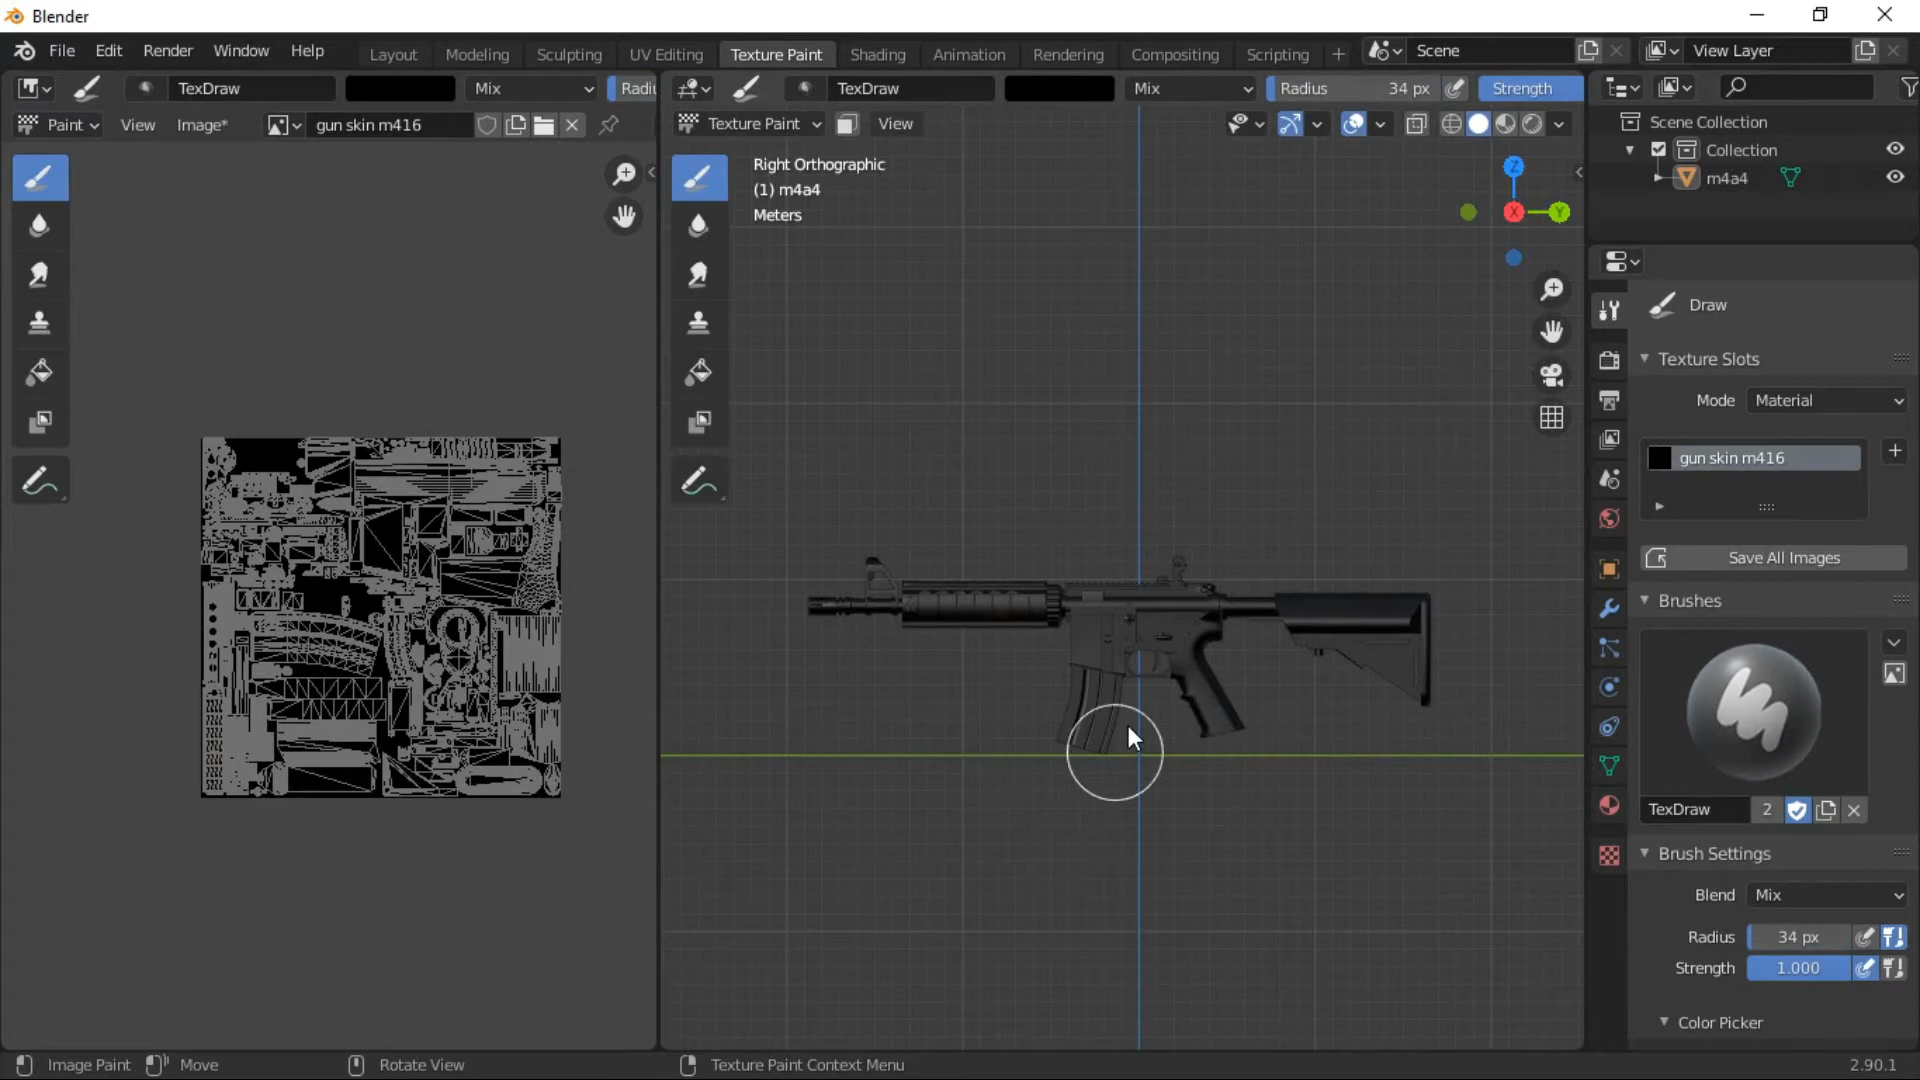 Blender
File Edit Render Window Help Layout Modeling Sculpting UV Editing Texture Paint Shading Animation Rendering Compositing Scripting + Scene View Layer
TexDraw Mix Radiu TexDraw Mix Radius 34 px Strength
Paint View Image* gun skin m416 Texture Paint View
Scene Collection
Collection
m4a4
Right Orthographic
(1) m4a4
Meters
Z
X
Y
Draw
Texture Slots
Mode Material
gun skin m416
Save All Images
Brushes
TexDraw 2
Brush Settings
Blend Mix
Radius 34 px
Strength 1.000
Color Picker
Image Paint Move Rotate View Texture Paint Context Menu 2.90.1